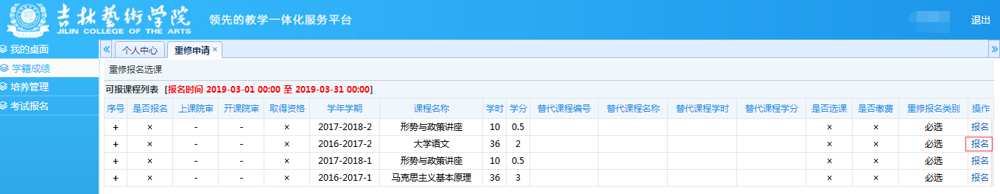 吉林藝術学院
JILIN COLLEGE OF THE ARTS
领先的教学一体化服务平台
退出
我的桌面
学籍成绩
培养管理
考试报名
个人中心 重修申请
重修报名选课
可报课程列表 [报名时间 2019-03-01 00:00 至 2019-03-31 00:00]
序号 是否报名 上课院审 开课院审 取得资格 学年学期 课程名称 学时 学分 替代课程编号 替代课程名称 替代课程学时 替代课程学分 是否选课 是否缴费 重修报名类别 操作
+ × - - × 2017-2018-2 形势与政策讲座 10 0.5 × × 必选 报名
+ × - - × 2016-2017-2 大学语文 36 2 × × 必选 报名
+ × - - × 2017-2018-1 形势与政策讲座 10 0.5 × × 必选 报名
+ × - - × 2016-2017-1 马克思主义基本原理 36 3 × × 必选 报名